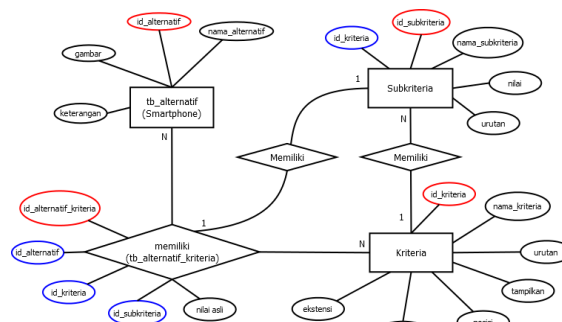 id_alternatif
nama_alternatif
gambar
keterangan
tb_alternatif
(Smartphone)
N
id_subkriteria
id_kriteria
nama_subkriteria
nilai
urutan
Subkriteria
1
N
Memiliki
Memiliki
id_alternatif_kriteria
id_alternatif
id_kriteria
id_subkriteria
nilai asli
memiliki
(tb_alternatif_kriteria)
1
N
1
id_kriteria
nama_kriteria
urutan
tampilkan
Kriteria
ekstensi